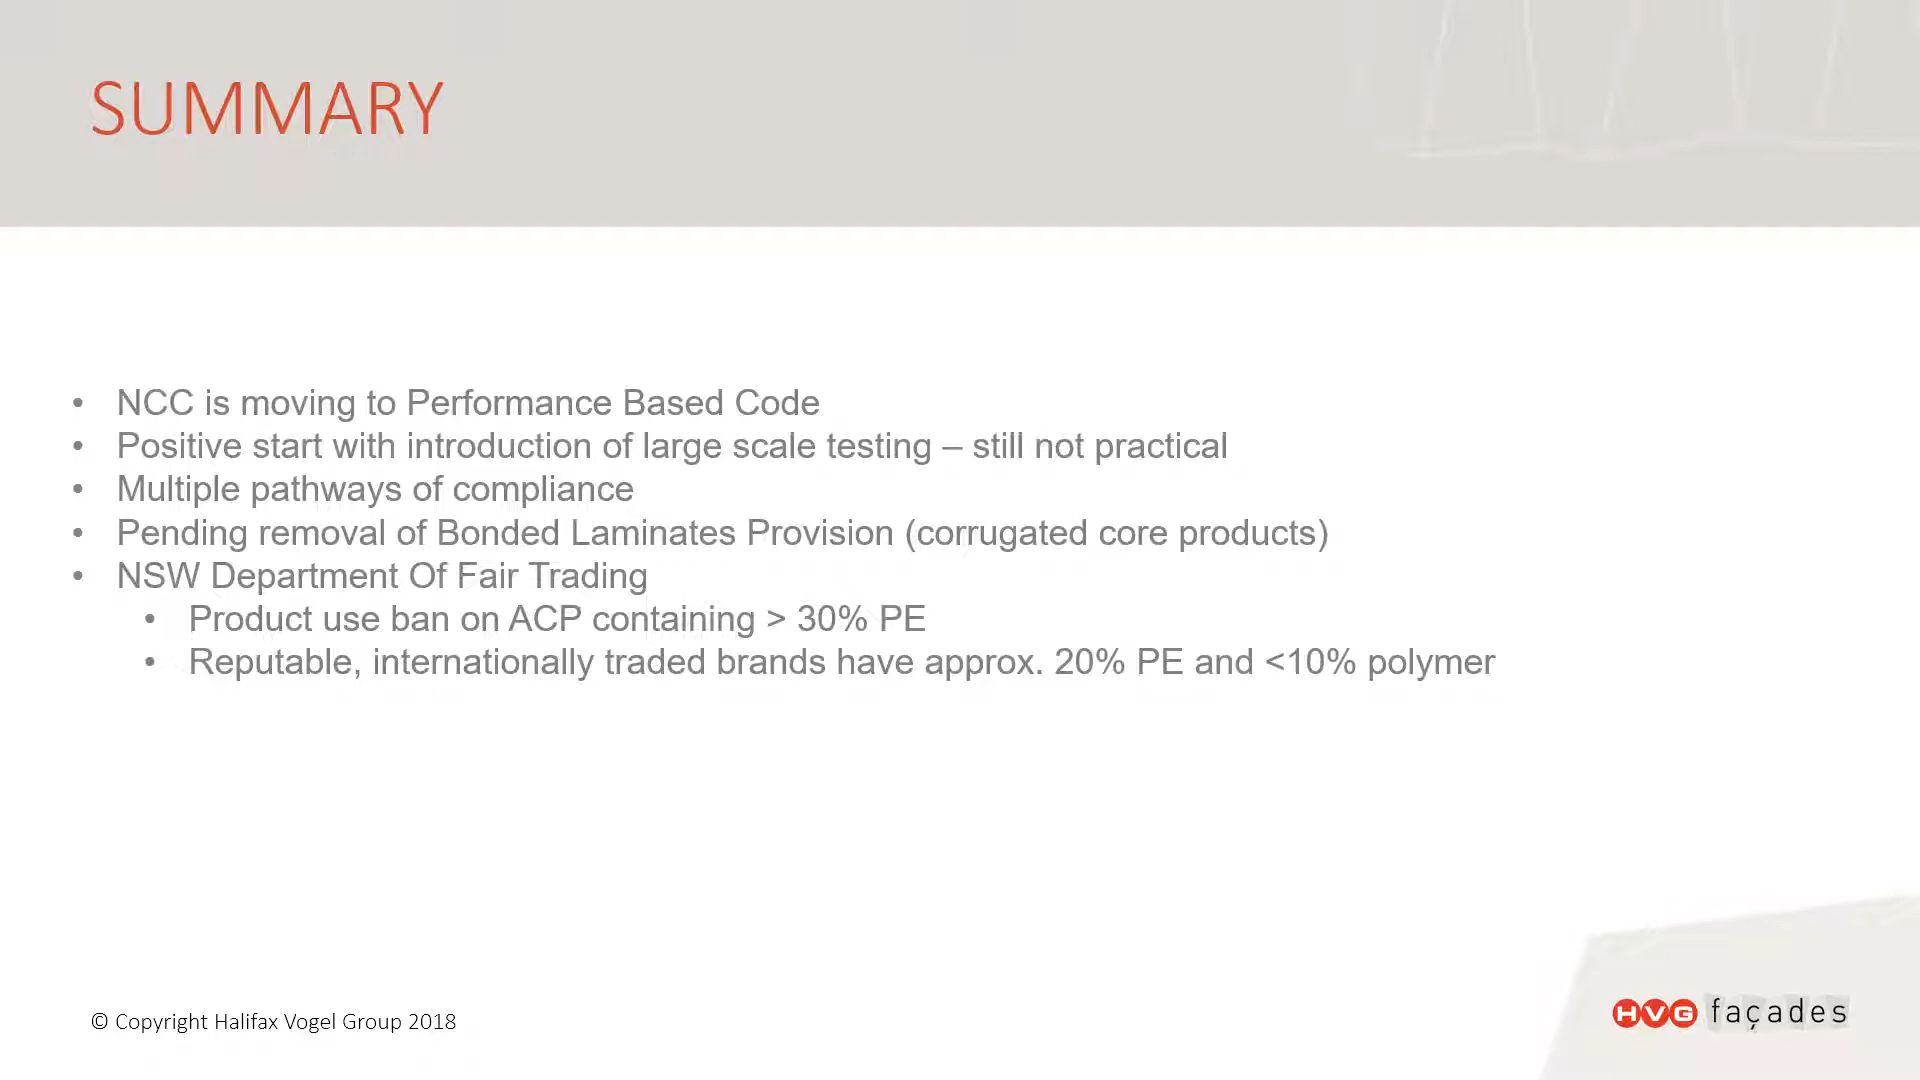 SUMMARY
• NCC is moving to Performance Based Code
• Positive start with introduction of large scale testing – still not practical
• Multiple pathways of compliance
• Pending removal of Bonded Laminates Provision (corrugated core products)
• NSW Department Of Fair Trading
• Product use ban on ACP containing > 30% PE
• Reputable, internationally traded brands have approx. 20% PE and <10% polymer
© Copyright Halifax Vogel Group 2018
HVG façades